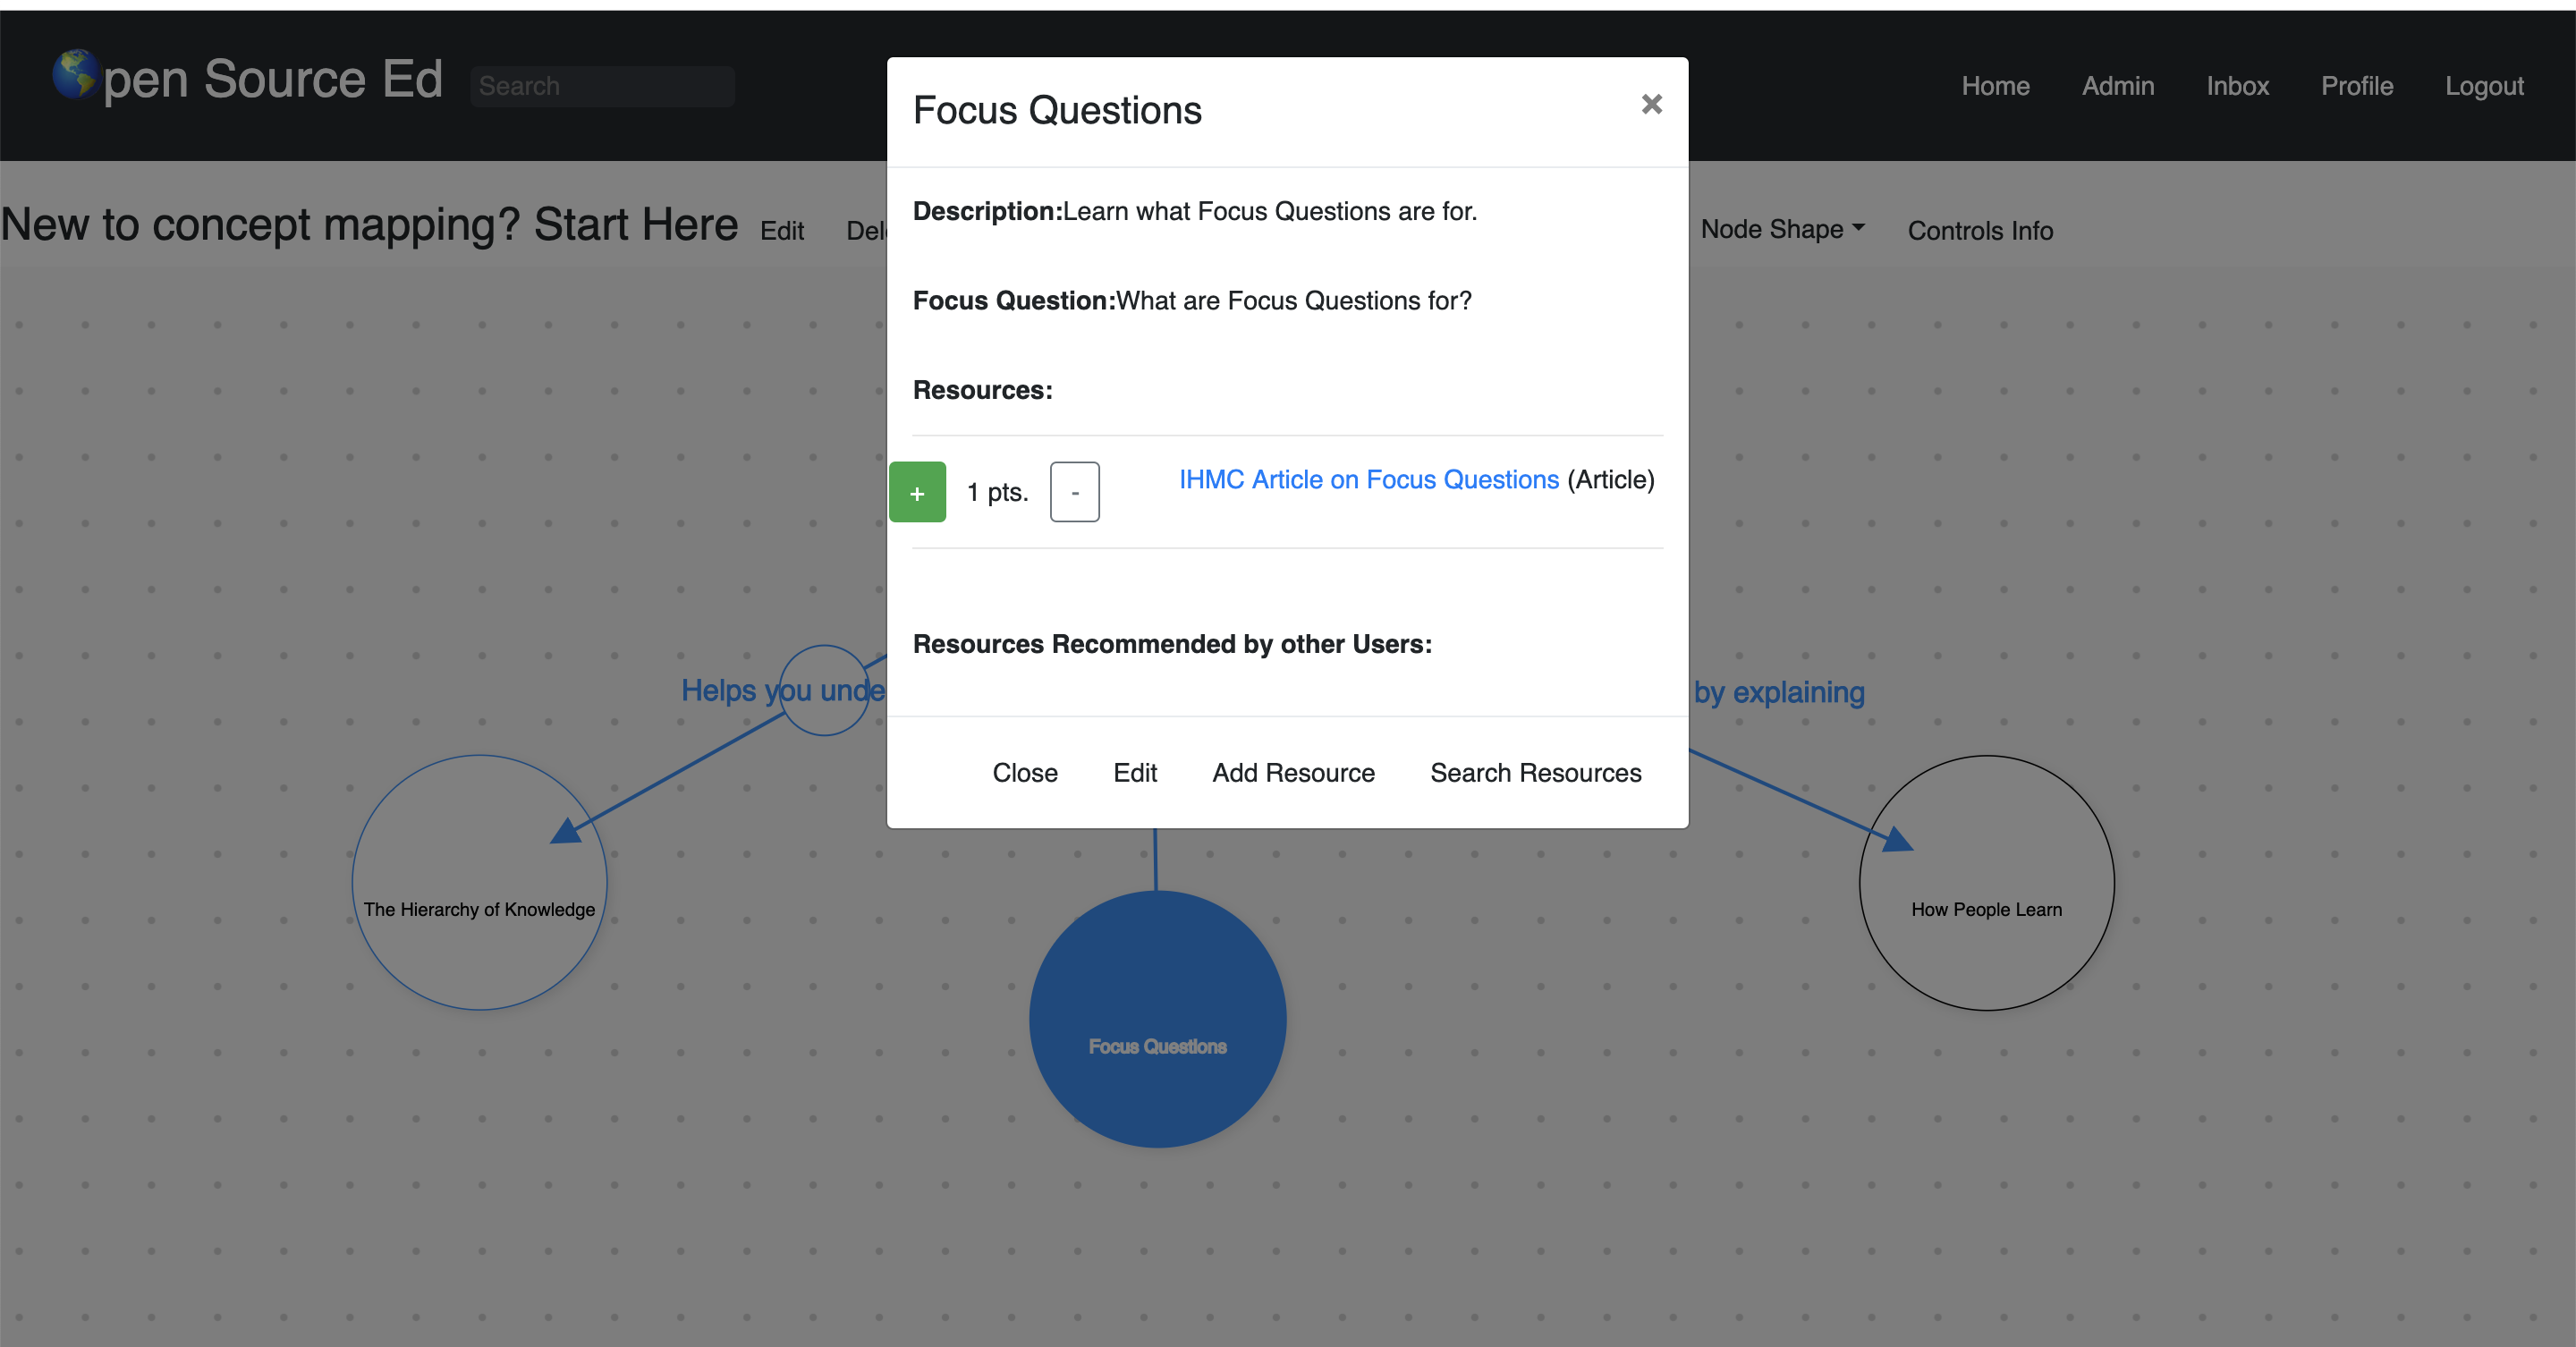 pen Source Ed Search Home Admin Inbox Profile Logout
New to concept mapping? Start Here Edit Node Shape Controls Info
Focus Questions ×
Description:Learn what Focus Questions are for.
Focus Question:What are Focus Questions for?
Resources:
+ 1 pts. - IHMC Article on Focus Questions (Article)
Resources Recommended by other Users:
Close Edit Add Resource Search Resources
Helps you unde
by explaining
The Hierarchy of Knowledge
How People Learn
Focus Questions